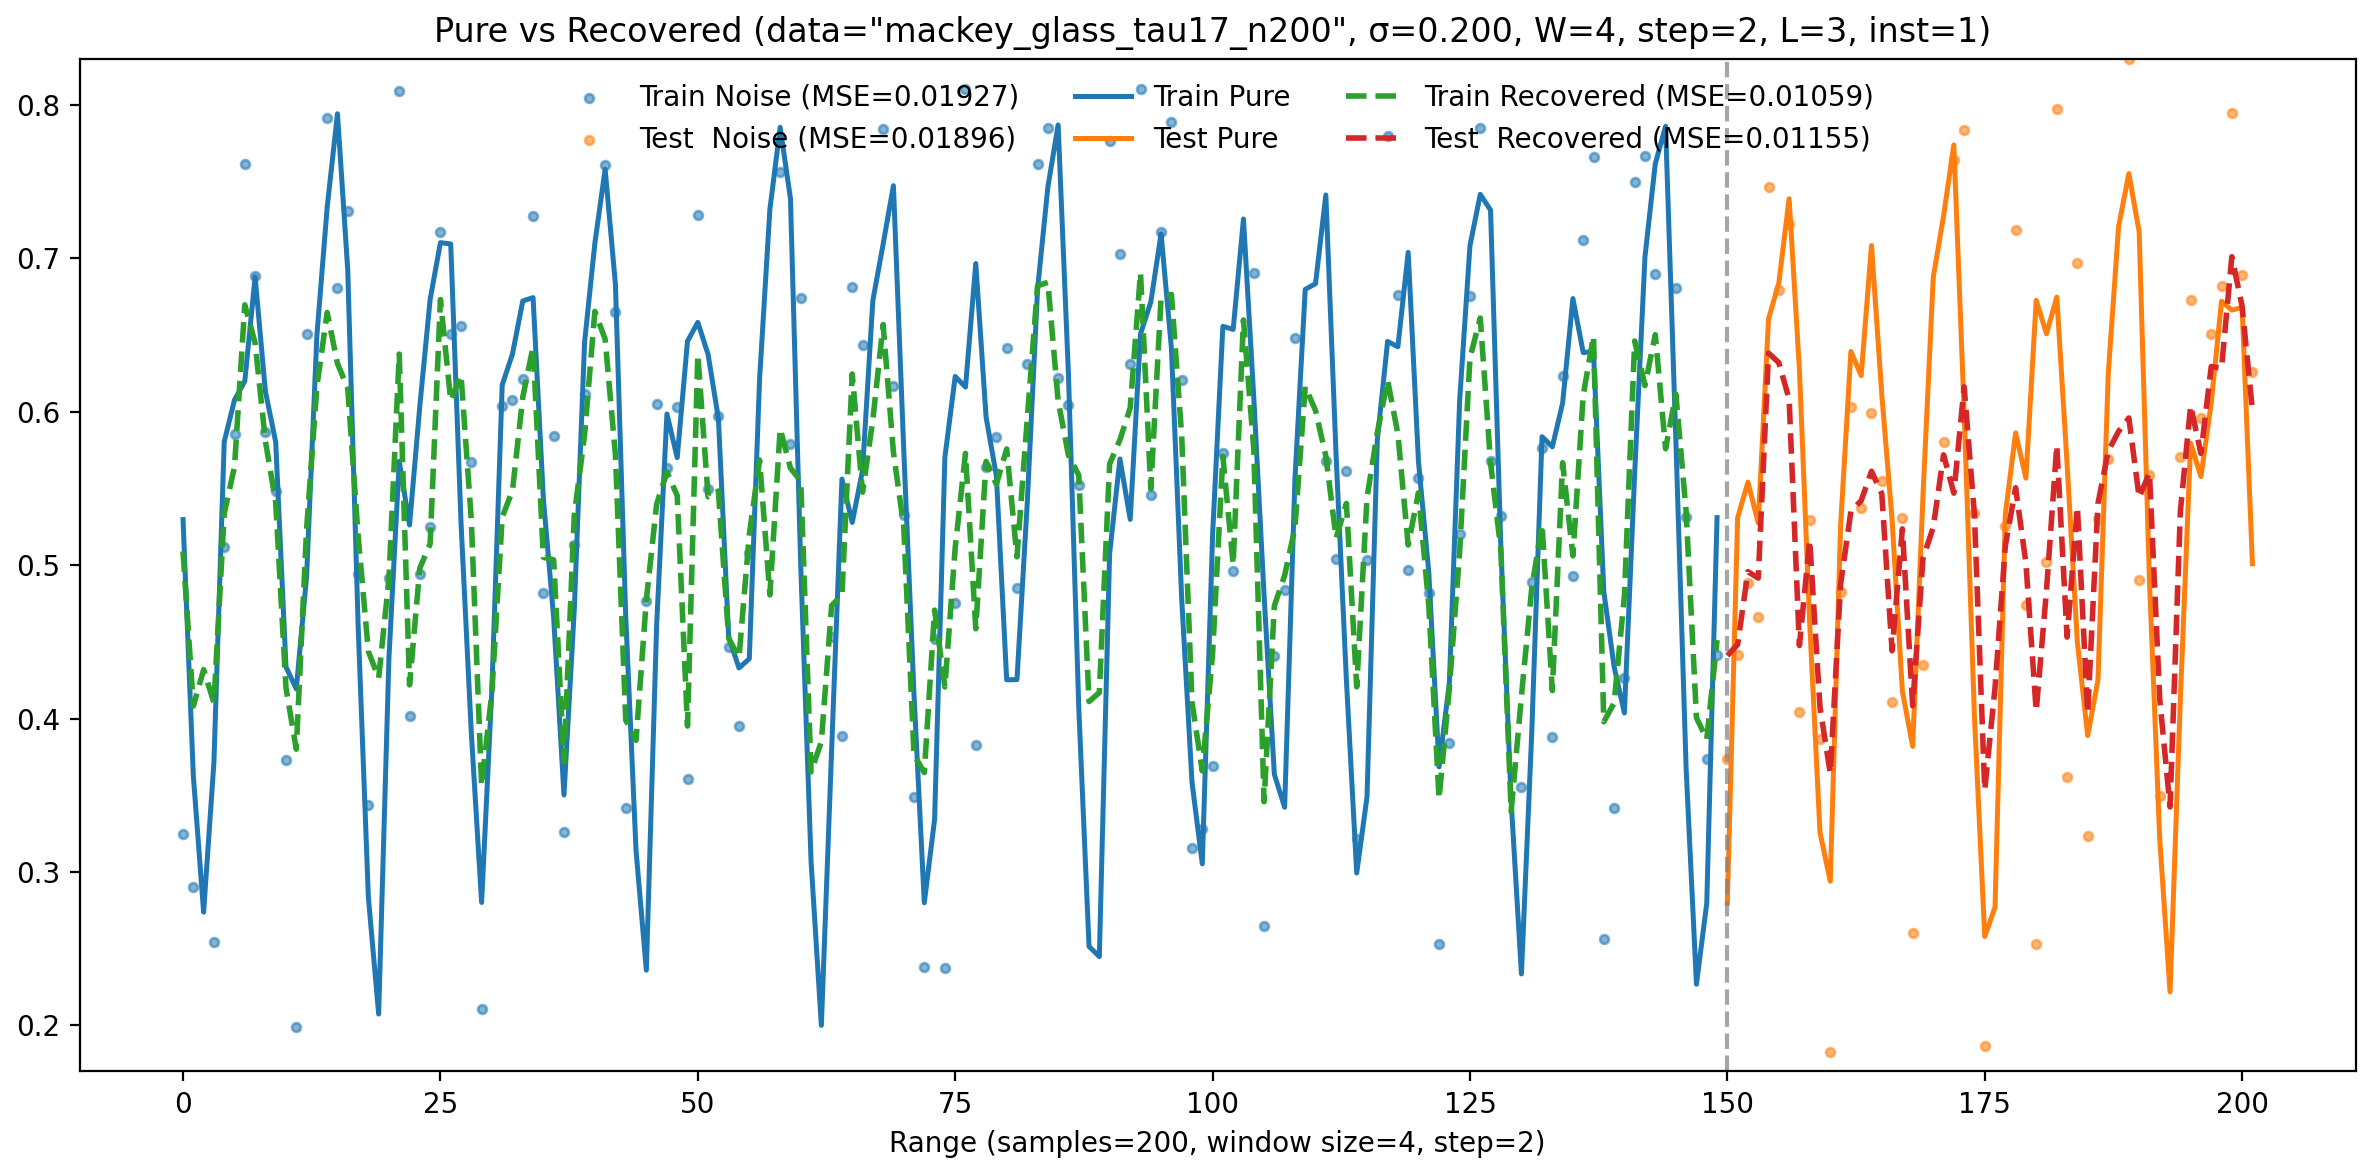 Pure vs Recovered (data="mackey_glass_tau17_n200", σ=0.200, W=4, step=2, L=3, inst=1)
Train Noise (MSE=0.01927)
Test  Noise (MSE=0.01896)
Train Pure
Test Pure
Train Recovered (MSE=0.01059)
Test  Recovered (MSE=0.01155)
0.8
0.7
0.6
0.5
0.4
0.3
0.2
0 25 50 75 100 125 150 175 200
Range (samples=200, window size=4, step=2)